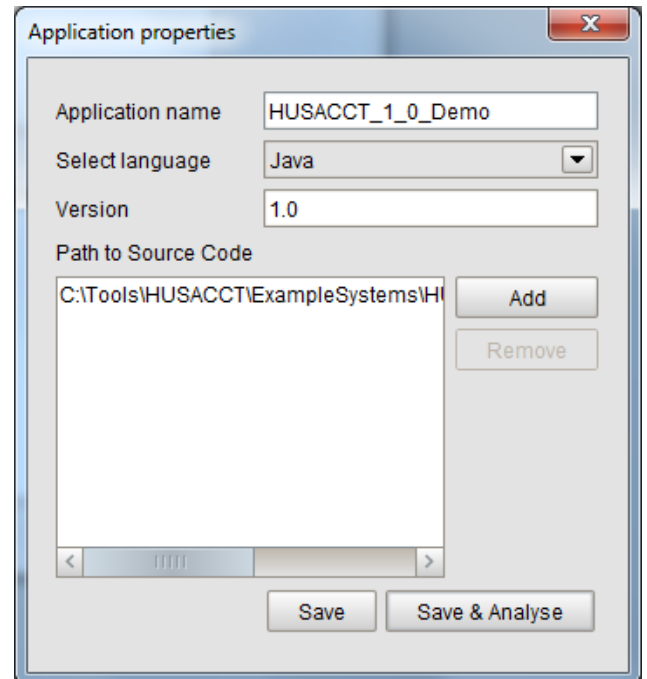 Application properties
Application name HUSACCT_1_0_Demo
Select language Java
Version 1.0
Path to Source Code
C:\Tools\HUSACCT\ExampleSystems\H
Add
Remove
Save Save & Analyse